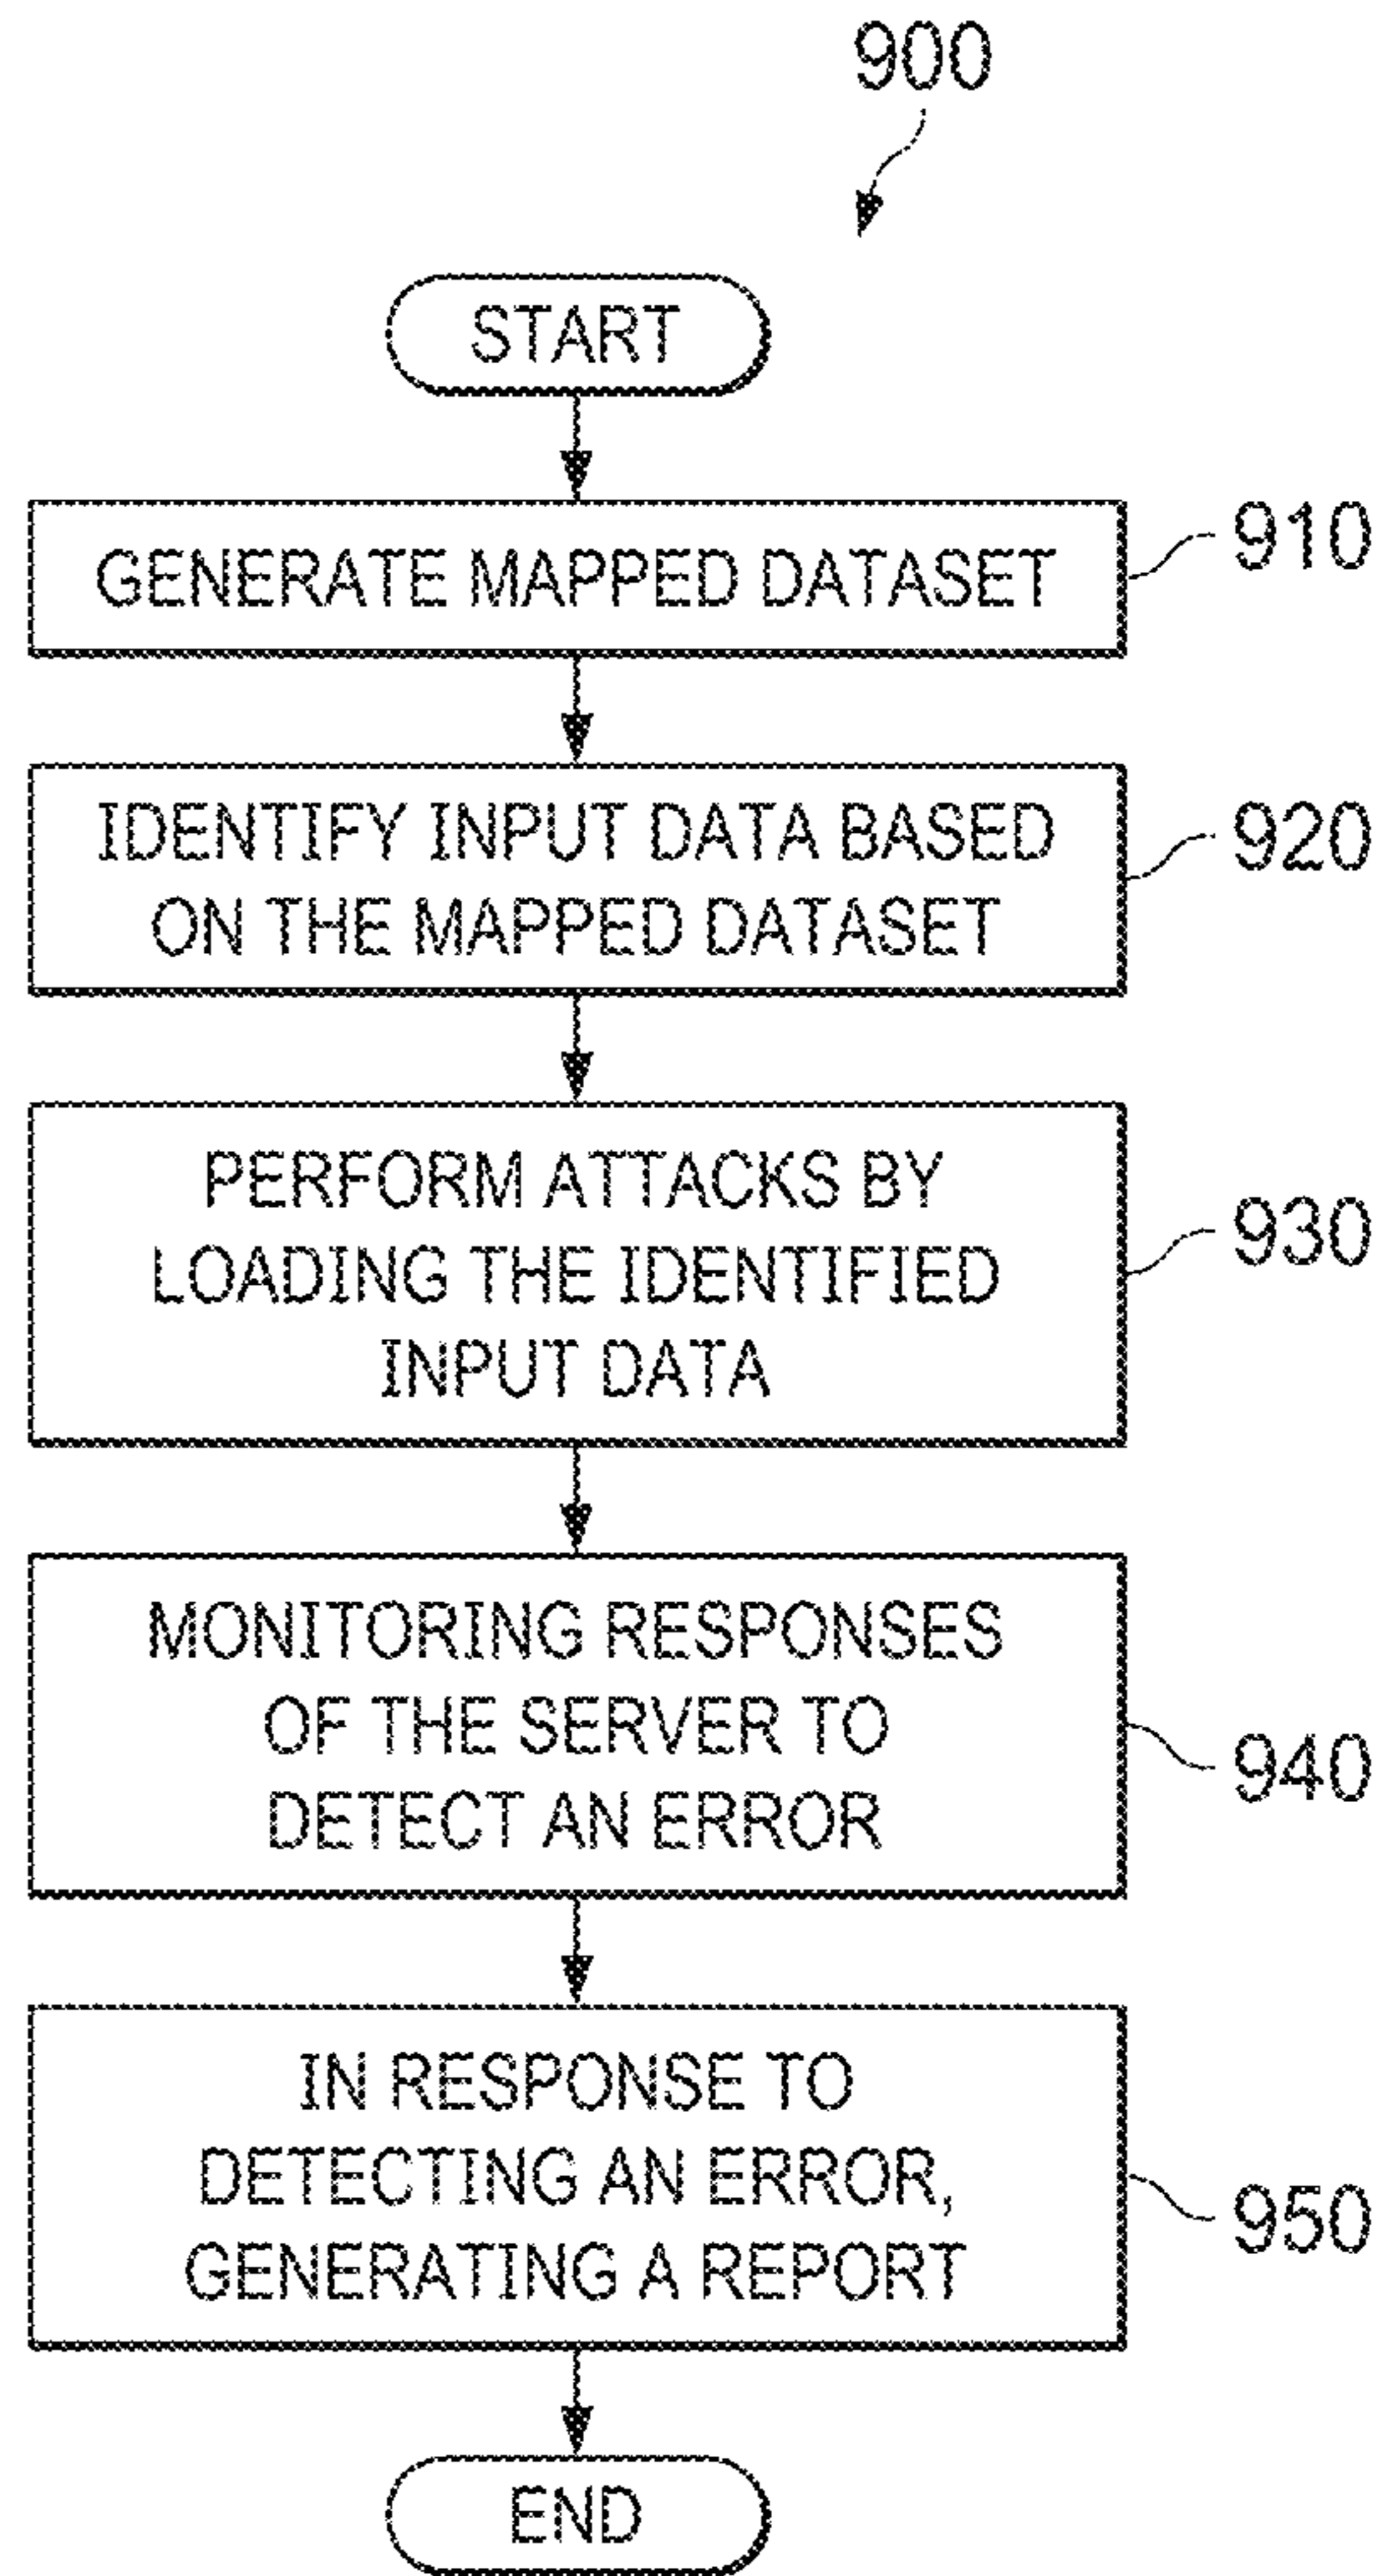 900
START
GENERATE MAPPED DATASET
910
IDENTIFY INPUT DATA BASED
ON THE MAPPED DATASET
920
PERFORM ATTACKS BY
LOADING THE IDENTIFIED
INPUT DATA
930
MONITORING RESPONSES
OF THE SERVER TO
DETECT AN ERROR
940
IN RESPONSE TO
DETECTING AN ERROR,
GENERATING A REPORT
950
END